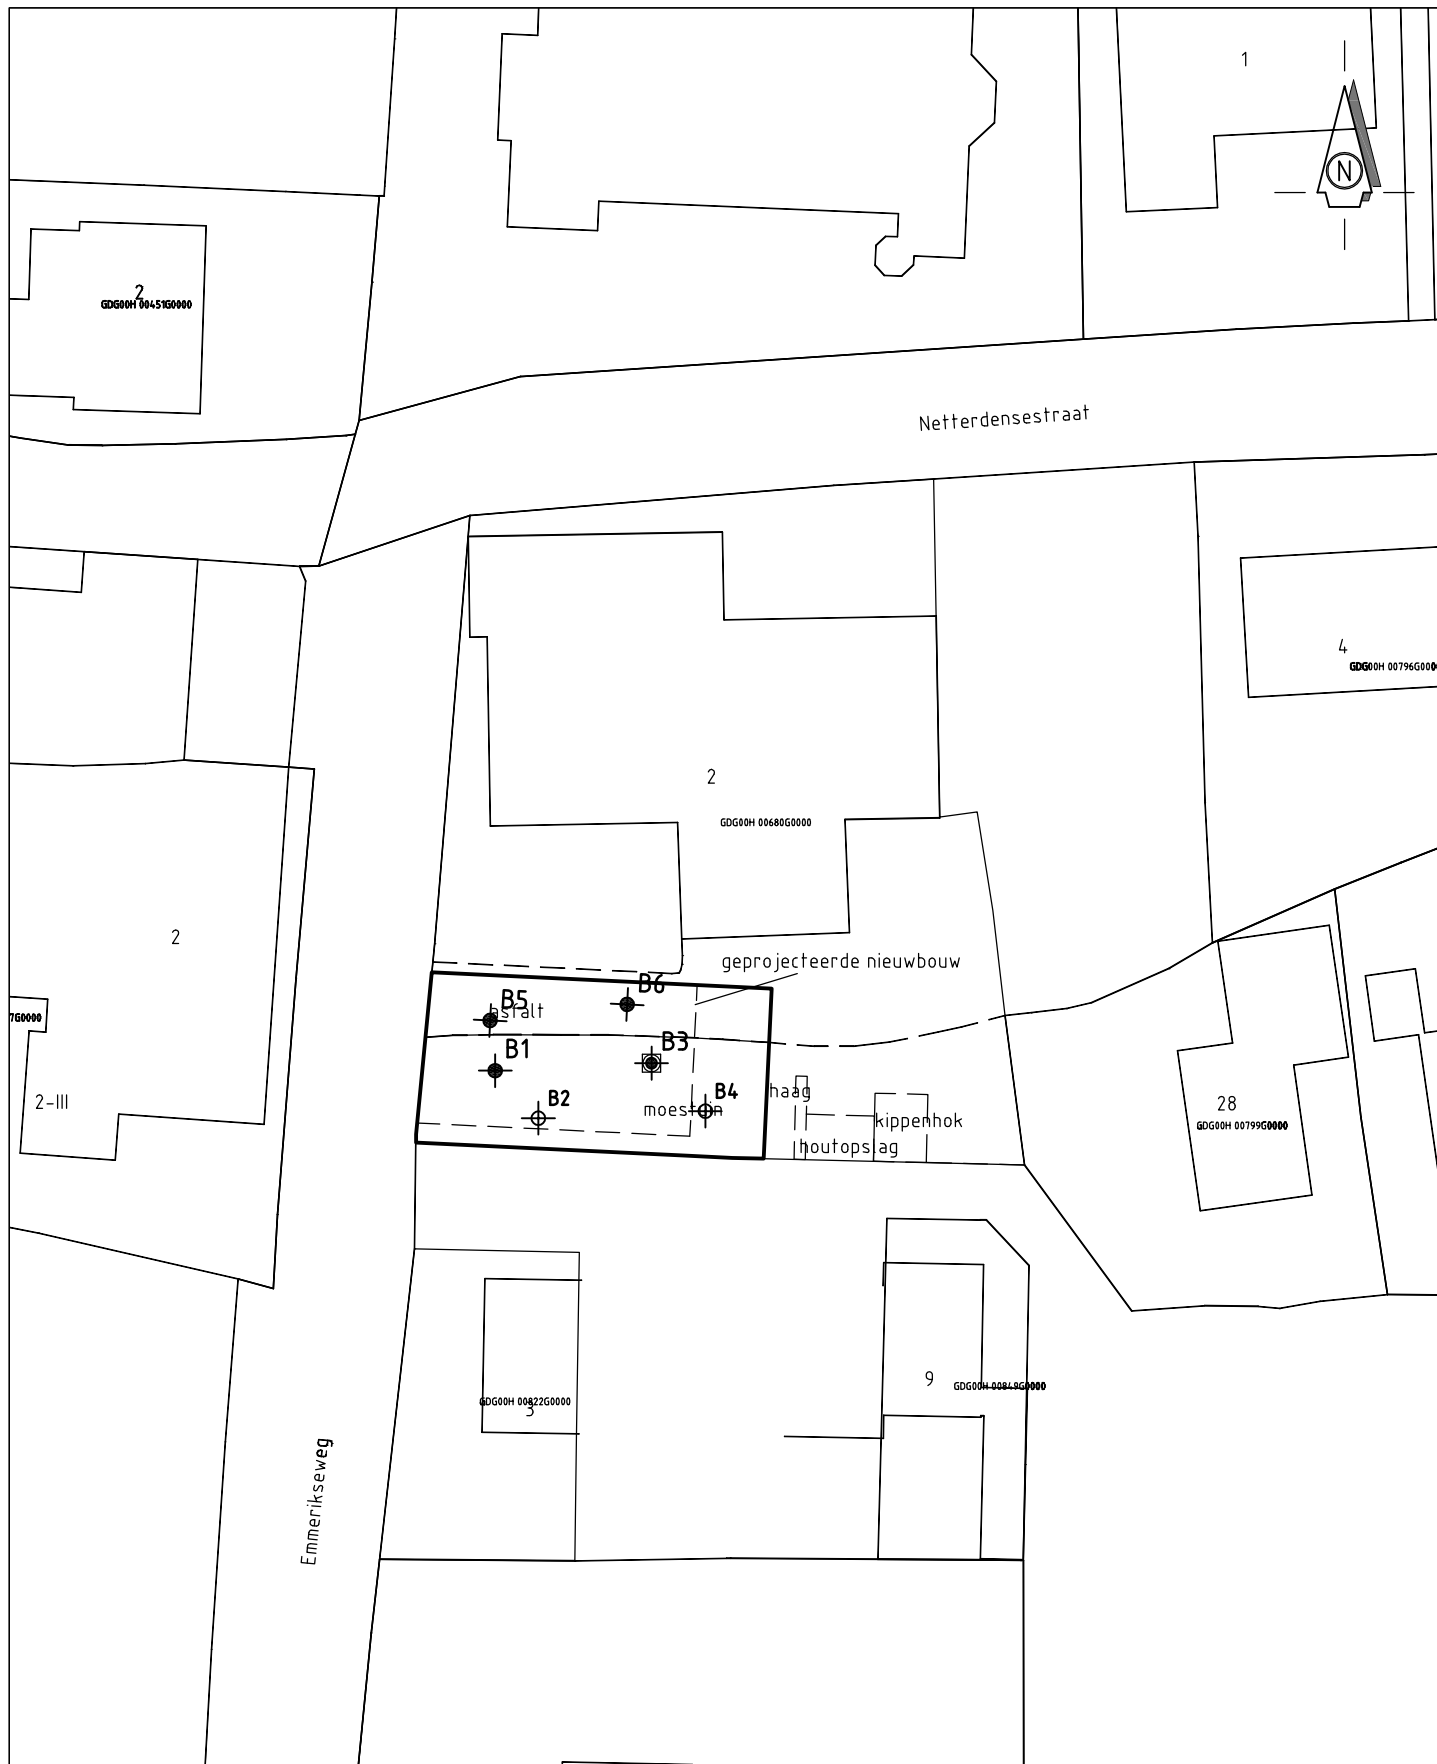 1
N
2
GDG00H 00451G0000
Netterdensestraat
4
GDG00H 00796G000
2
GDG00H 00680G0000
2
geprojecteerde nieuwbouw
B6
B5
asfalt
7G0000
B3
B1
B2
B4
haag
moestuin
2-III
kippenhok
28
GDG00H 00799G0000
houtopslag
9
GDG00H 00849G0000
GDG00H 00822G0000
3
Emmerikseweg